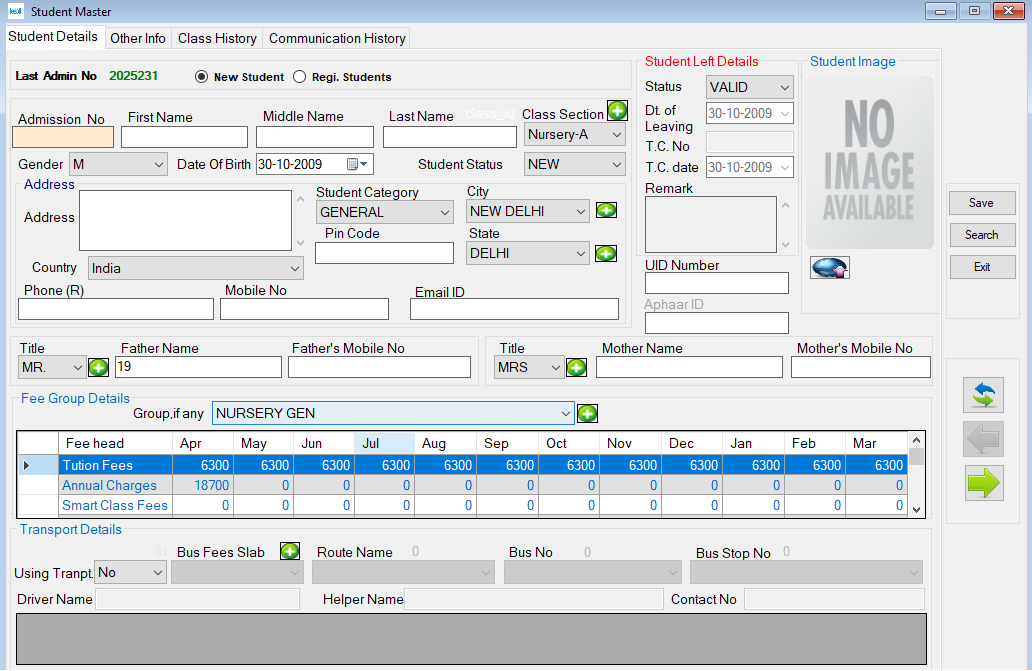 Student Master
Student Details Other Info Class History Communication History
Last Admin No 2025231 New Student Regi. Students
Admission No First Name Middle Name Last Name class_id Class Section
Nursery-A
Gender M Date Of Birth 30-10-2009 Student Status NEW
Address
Address
Student Category City
GENERAL NEW DELHI
Pin Code State
DELHI
Country India
Phone (R) Mobile No Email ID
Student Left Details
Status VALID
Dt. of Leaving 30-10-2009
T.C. No
T.C. date 30-10-2009
Remark
UID Number
Aphaar ID
Student Image
NO
IMAGE
AVAILABLE
Save
Search
Exit
Title Father Name Father's Mobile No Title Mother Name Mother's Mobile No
MR. 19 MRS
Fee Group Details
Group,if any NURSERY GEN
Fee head Apr May Jun Jul Aug Sep Oct Nov Dec Jan Feb Mar
Tution Fees 6300 6300 6300 6300 6300 6300 6300 6300 6300 6300 6300 6300
Annual Charges 18700 0 0 0 0 0 0 0 0 0 0 0
Smart Class Fees 0 0 0 0 0 0 0 0 0 0 0 0
Transport Details
id Bus Fees Slab Route Name 0 Bus No 0 Bus Stop No 0
Using Tranpt. No
Driver Name Helper Name Contact No